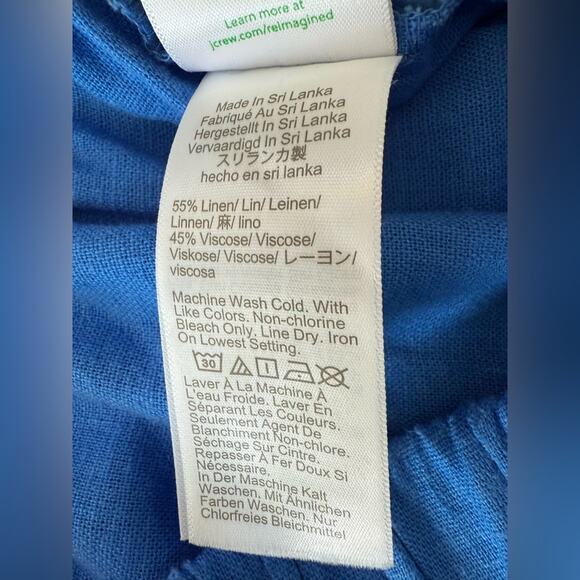 Learn more at
jcrew.com/reimagined
Made In Sri Lanka
Fabriqué Au Sri Lanka
Hergestellt In Sri Lanka
Vervaardigd In Sri Lanka
スリランカ製
hecho en sri lanka
55% Linen/ Lin/ Leinen/
Linnen/ 麻/ lino
45% Viscose/ Viscose/
Viskose/ Viscose/ レーヨン/
viscosa
Machine Wash Cold. With
Like Colors. Non-chlorine
Bleach Only. Line Dry. Iron
On Lowest Setting.
30
Laver À La Machine À
L'eau Froide. Laver En
Séparant Les Couleurs.
Seulement Agent De
Blanchiment Non-chlore.
Séchage Sur Cintre.
Repasser À Fer Doux Si
Nécessaire.
In Der Maschine Kalt
Waschen. Mit Ähnlichen
Farben Waschen. Nur
Chlorfreies Bleichmittel